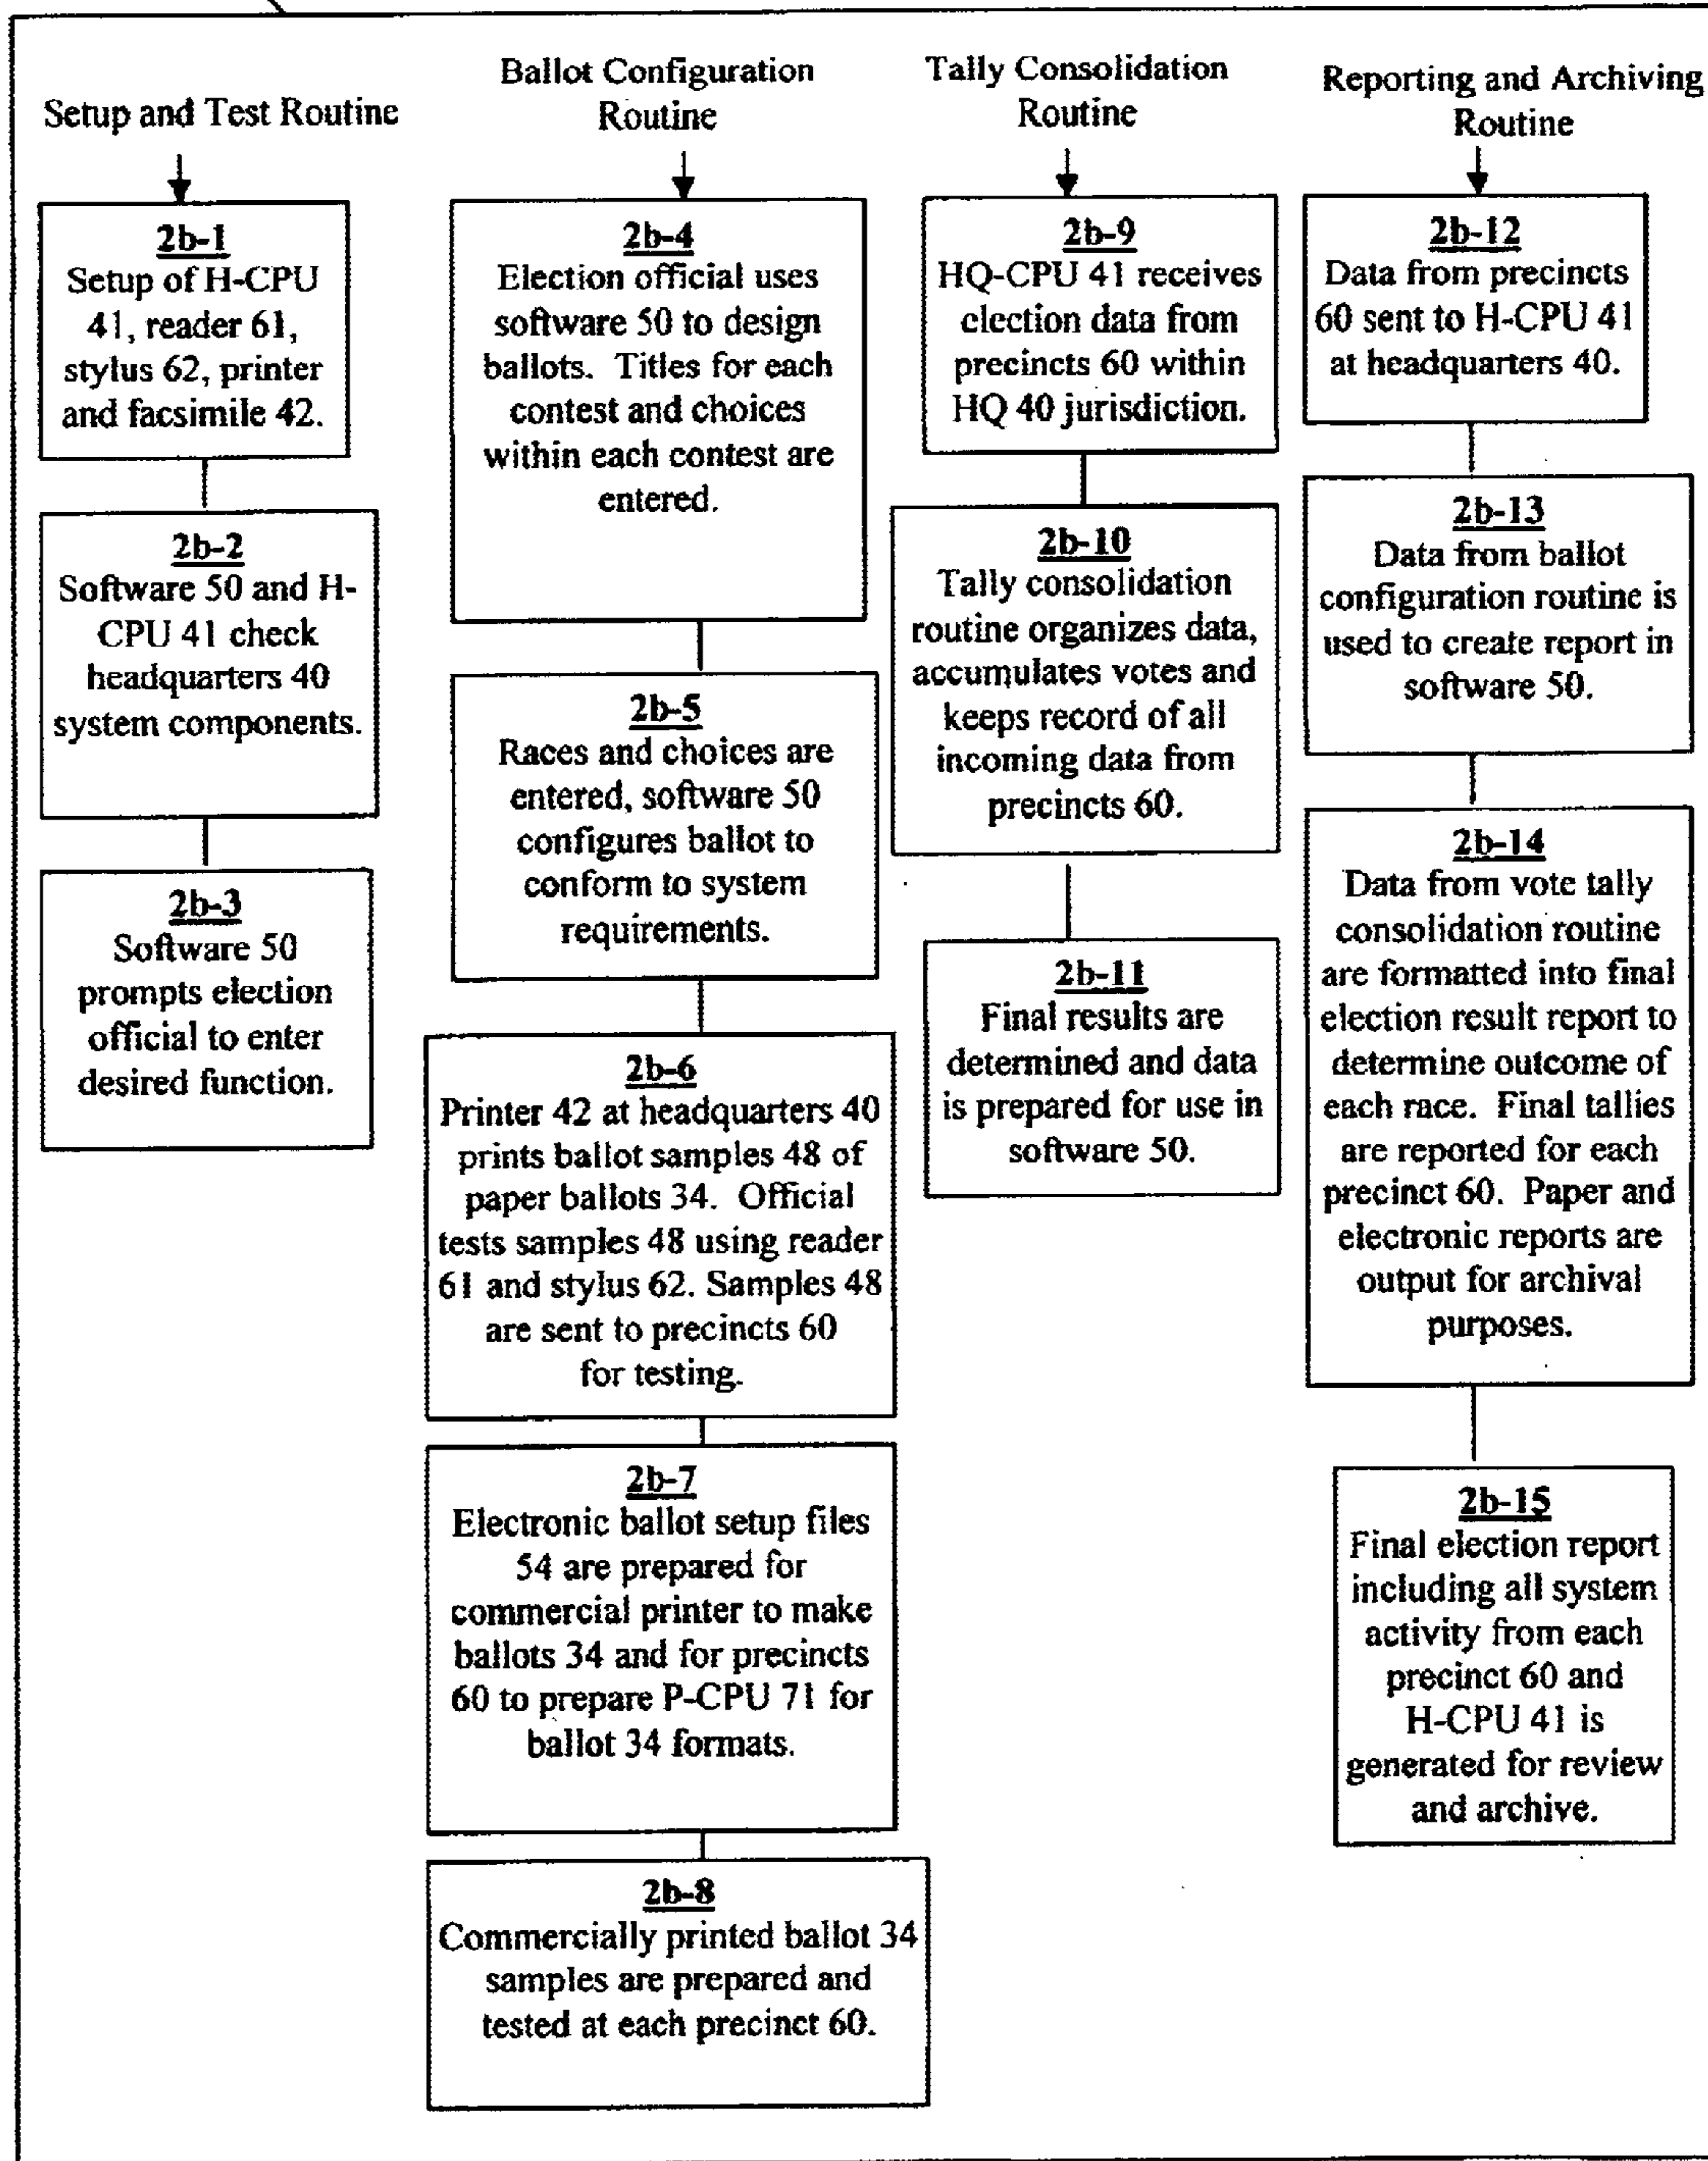 Setup and Test Routine
2b-1
Setup of H-CPU
41, reader 61,
stylus 62, printer
and facsimile 42.
2b-2
Software 50 and H-
CPU 41 check
headquarters 40
system components.
2b-3
Software 50
prompts election
official to enter
desired function.
Ballot Configuration
Routine
2b-4
Election official uses
software 50 to design
ballots. Titles for each
contest and choices
within each contest are
entered.
2b-5
Races and choices are
entered, software 50
configures ballot to
conform to system
requirements.
2b-6
Printer 42 at headquarters 40
prints ballot samples 48 of
paper ballots 34. Official
tests samples 48 using reader
61 and stylus 62. Samples 48
are sent to precincts 60
for testing.
2b-7
Electronic ballot setup files
54 are prepared for
commercial printer to make
ballots 34 and for precincts
60 to prepare P-CPU 71 for
ballot 34 formats.
2b-8
Commercially printed ballot 34
samples are prepared and
tested at each precinct 60.
Tally Consolidation
Routine
2b-9
HQ-CPU 41 receives
election data from
precincts 60 within
HQ 40 jurisdiction.
2b-10
Tally consolidation
routine organizes data,
accumulates votes and
keeps record of all
incoming data from
precincts 60.
2b-11
Final results are
determined and data
is prepared for use in
software 50.
Reporting and Archiving
Routine
2b-12
Data from precincts
60 sent to H-CPU 41
at headquarters 40.
2b-13
Data from ballot
configuration routine is
used to create report in
software 50.
2b-14
Data from vote tally
consolidation routine
are formatted into final
election result report to
determine outcome of
each race. Final tallies
are reported for each
precinct 60. Paper and
electronic reports are
output for archival
purposes.
2b-15
Final election report
including all system
activity from each
precinct 60 and
H-CPU 41 is
generated for review
and archive.